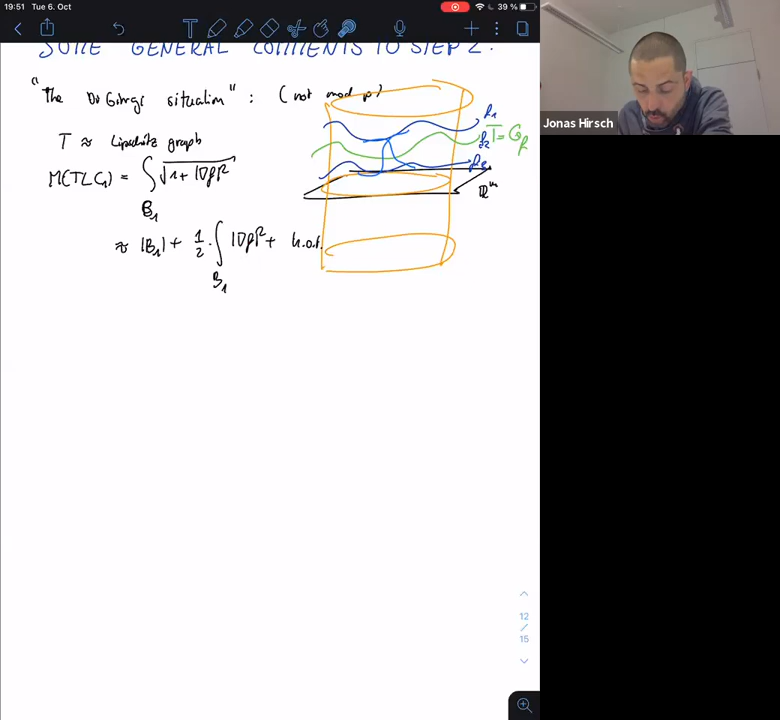 19:51 Tue 6. Oct
39 %
SOME GENERAL COMMENTS TO STEP 2:
"The De Giorgi situation" : (not mod p)
T ≈ Lipschitz graph
M(T⌞C₁) = ∫_{B₁} √(1 + |Df|²)
≈ |B₁| + 1/2 · ∫_{B₁} |Df|² + h.o.t.
f₁
T = G_f
f₂
ℝᵐ
Jonas Hirsch
12
/
15